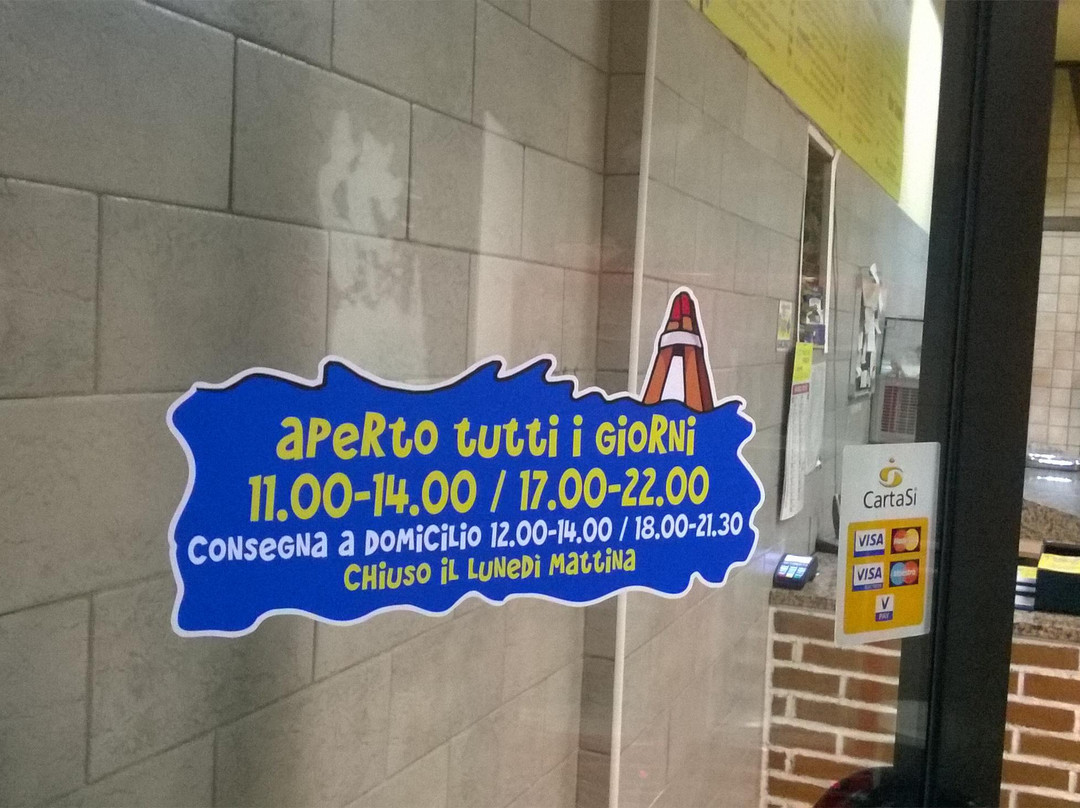 APERTO TUTTI I GIORNI
11.00-14.00 / 17.00-22.00
CONSEGNA A DOMICILIO 12.00-14.00 / 18.00-21.30
CHIUSO IL LUNEDÌ MATTINA
CartaSi
VISA
VISA
V
PAY